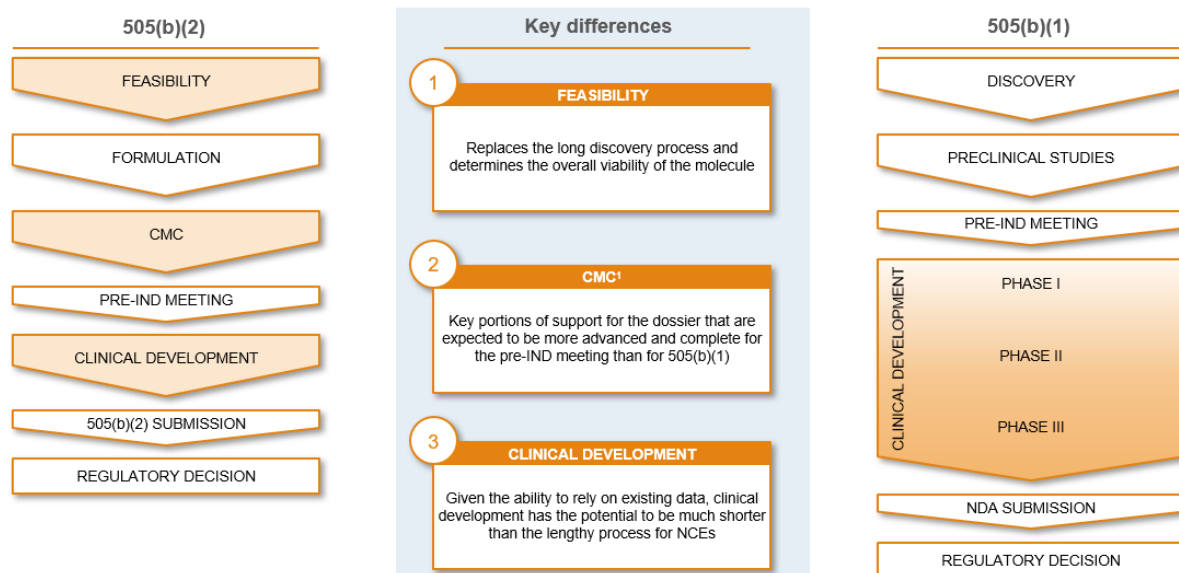 505(b)(2)
FEASIBILITY
FORMULATION
CMC
PRE-IND MEETING
CLINICAL DEVELOPMENT
505(b)(2) SUBMISSION
REGULATORY DECISION
Key differences
1
FEASIBILITY
Replaces the long discovery process and
determines the overall viability of the molecule
2
CMC¹
Key portions of support for the dossier that are
expected to be more advanced and complete for
the pre-IND meeting than for 505(b)(1)
3
CLINICAL DEVELOPMENT
Given the ability to rely on existing data, clinical
development has the potential to be much shorter
than the lengthy process for NCEs
505(b)(1)
DISCOVERY
PRECLINICAL STUDIES
PRE-IND MEETING
CLINICAL DEVELOPMENT
PHASE I
PHASE II
PHASE III
NDA SUBMISSION
REGULATORY DECISION